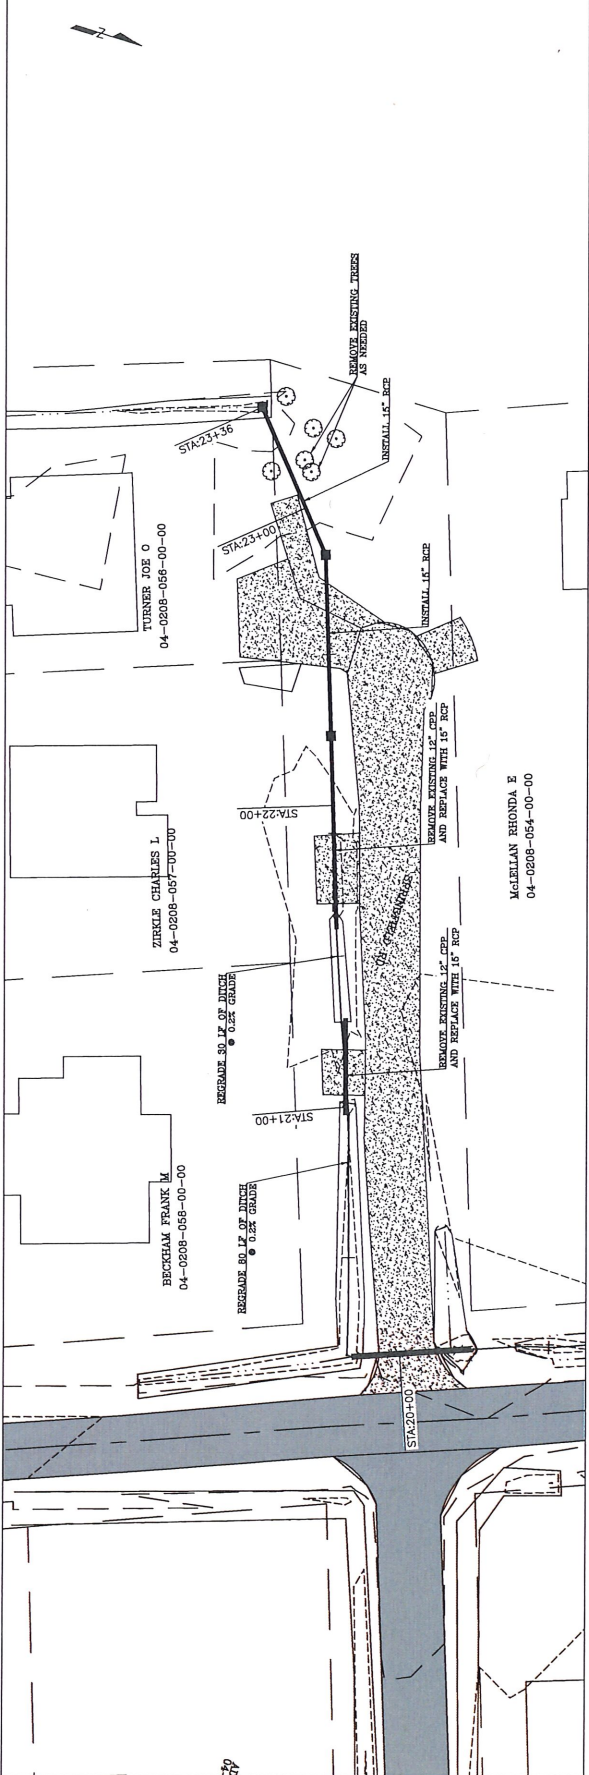 N
REMOVE EXISTING TREES
AS NEEDED
STA:23+36
INSTALL 15" RCP
STA:23+00
TURNER JOE O
04-0208-056-00-00
INSTALL 15" RCP
STA:22+00
REMOVE EXISTING 12" CPP
AND REPLACE WITH 15" RCP
ZIRKLE CHARLES L
04-0208-057-00-00
McLELLAN RHONDA E
04-0208-054-00-00
SPRINGFIELD RD
REGRADE 30 LF OF DITCH
@ 0.2% GRADE
REMOVE EXISTING 12" CPP
AND REPLACE WITH 15" RCP
STA:21+00
BECKHAM FRANK M
04-0208-058-00-00
REGRADE 80 LF OF DITCH
@ 0.2% GRADE
STA:20+00